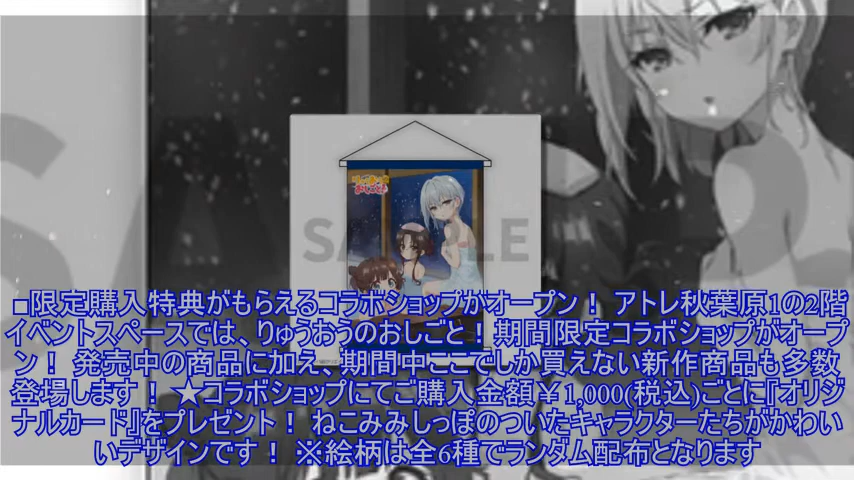 SAMPLE
■限定購入特典がもらえるコラボショップがオープン！ アトレ秋葉原1の2階
イベントスペースでは、りゅうおうのおしごと！期間限定コラボショップがオープ
ン！ 発売中の商品に加え、期間中ここでしか買えない新作商品も多数
登場します！ ★コラボショップにてご購入金額￥1,000(税込)ごとに『オリジ
ナルカード』をプレゼント！ ねこみみしっぽのついたキャラクターたちがかわい
いデザインです！ ※絵柄は全6種でランダム配布となります